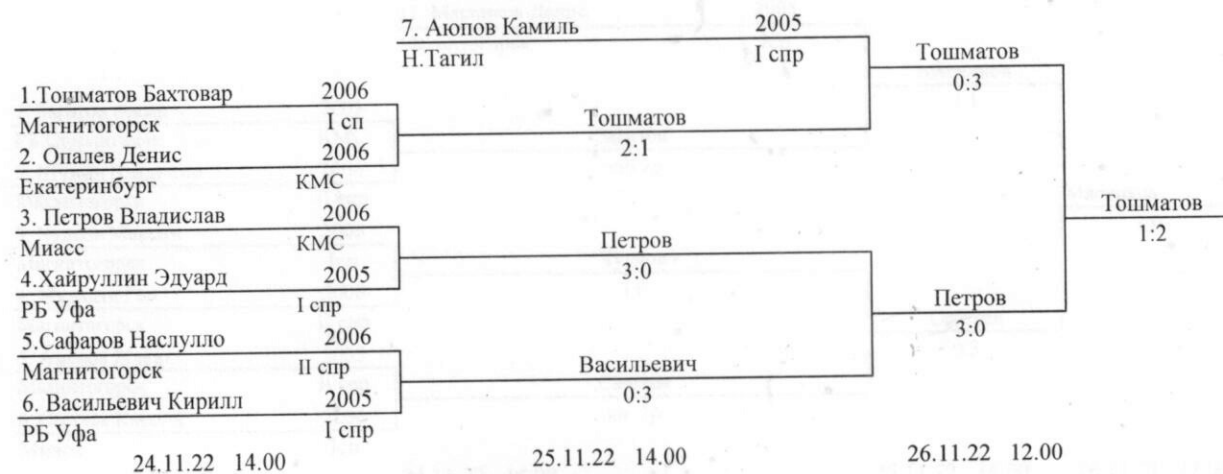 7. Аюпов Камиль 2005
Н.Тагил I спр
Тошматов
0:3
1.Тошматов Бахтовар 2006
Магнитогорск I сп
2. Опалев Денис 2006
Екатеринбург КМС
Тошматов
2:1
3. Петров Владислав 2006
Миасс КМС
4.Хайруллин Эдуард 2005
РБ Уфа I спр
Петров
3:0
Тошматов
1:2
5.Сафаров Наслулло 2006
Магнитогорск II спр
6. Васильевич Кирилл 2005
РБ Уфа I спр
Васильевич
0:3
Петров
3:0
24.11.22 14.00
25.11.22 14.00
26.11.22 12.00